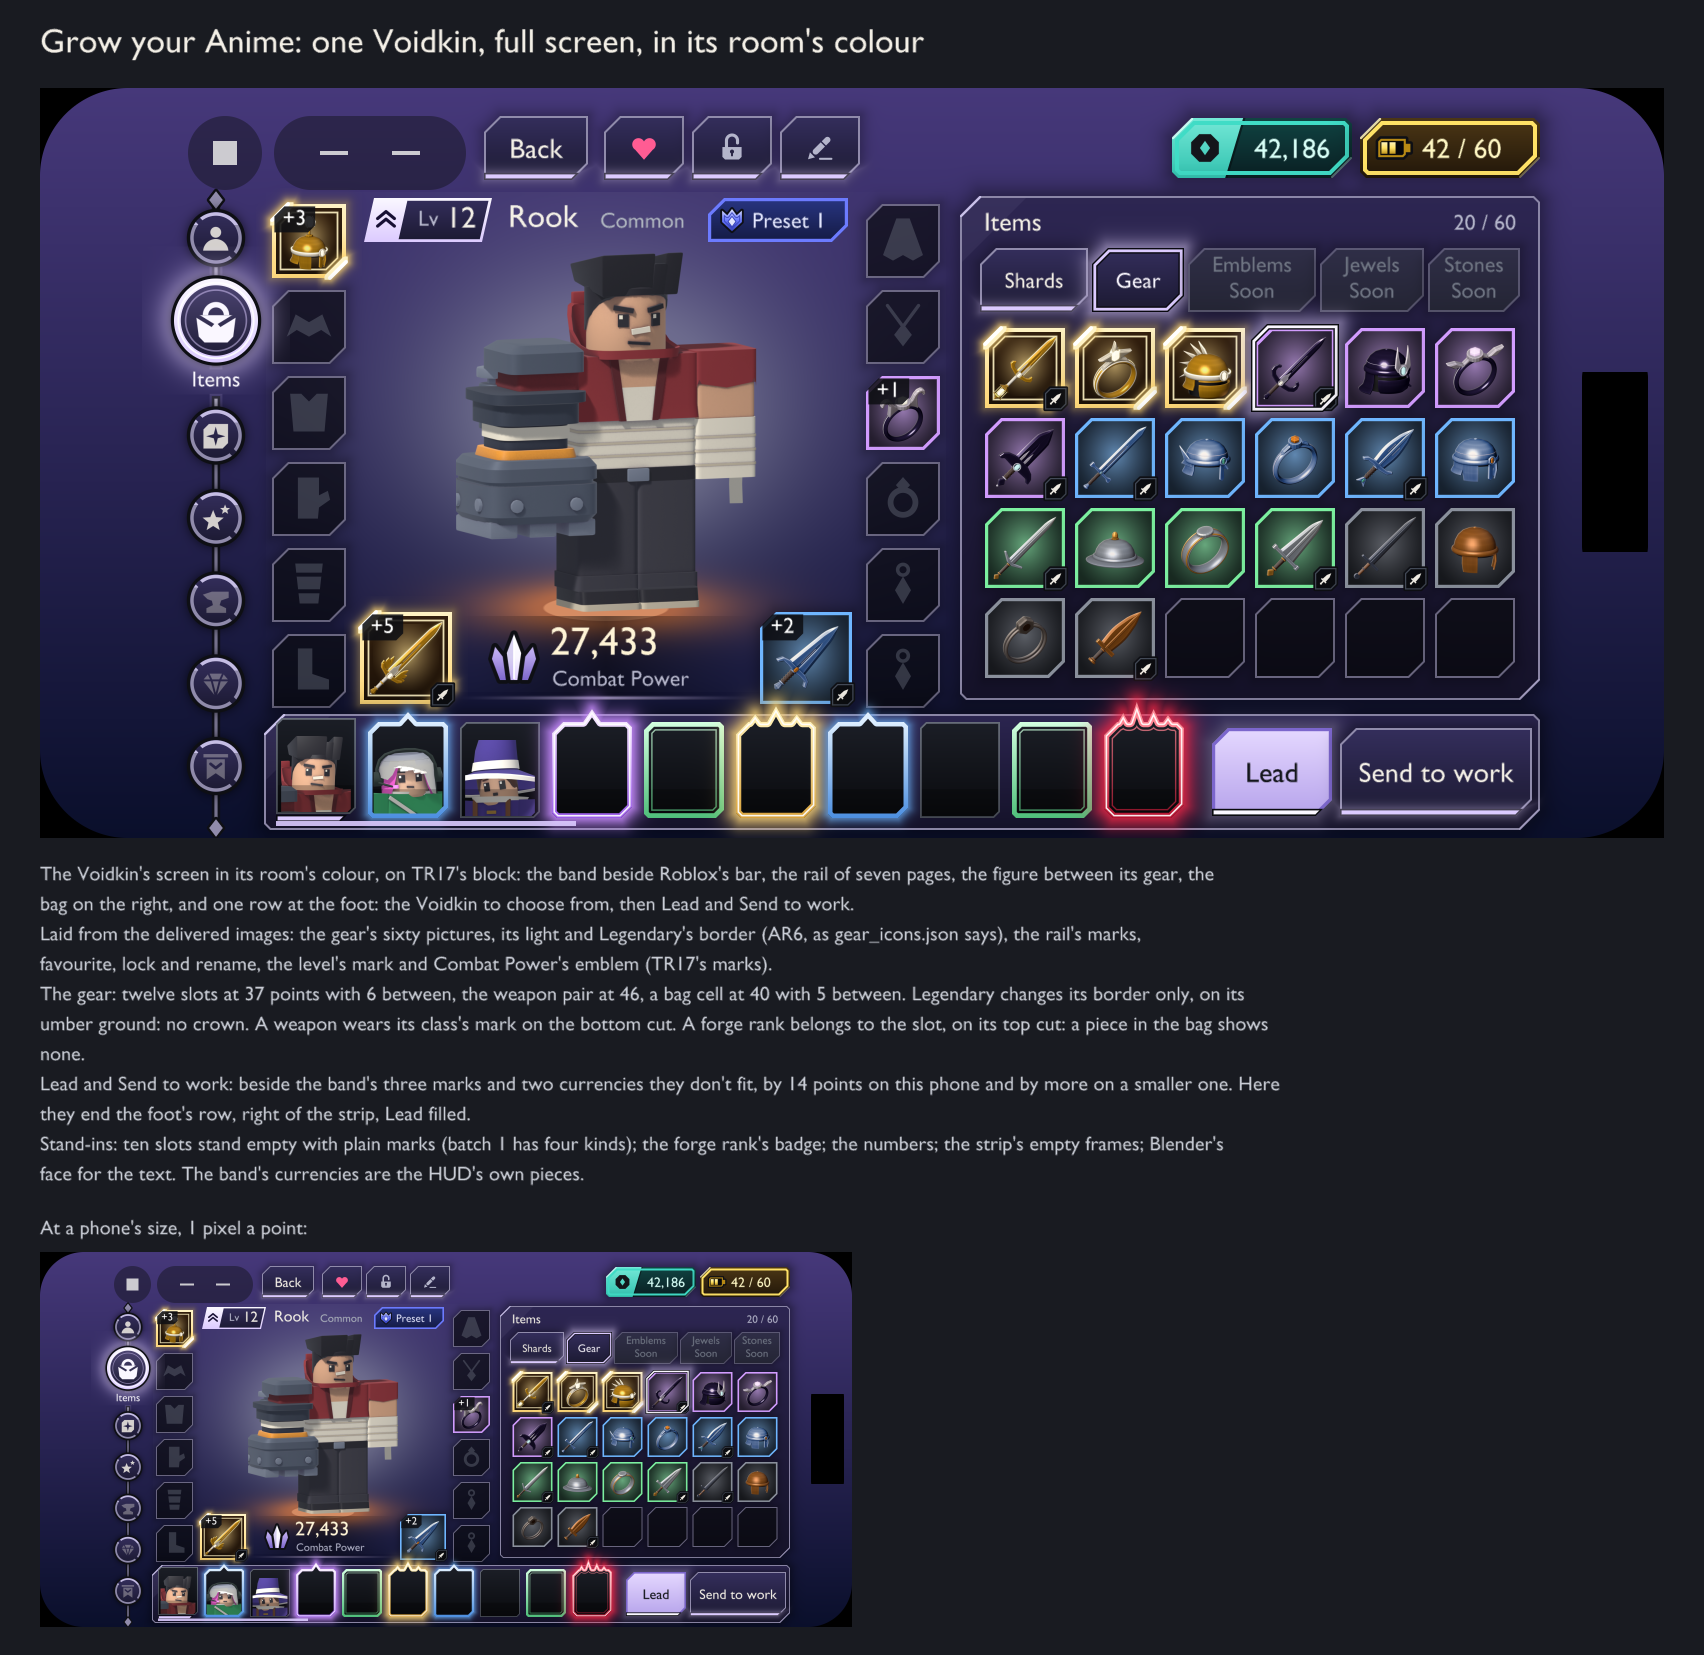 Grow your Anime: one Voidkin, full screen, in its room's colour
Back
42,186
42 / 60
+3
Lv 12
Rook
Common
Preset 1
Items
20 / 60
Shards
Gear
Emblems
Soon
Jewels
Soon
Stones
Soon
Items
+1
+5
27,433
Combat Power
+2
Lead
Send to work
The Voidkin's screen in its room's colour, on TR17's block: the band beside Roblox's bar, the rail of seven pages, the figure between its gear, the
bag on the right, and one row at the foot: the Voidkin to choose from, then Lead and Send to work.
Laid from the delivered images: the gear's sixty pictures, its light and Legendary's border (AR6, as gear_icons.json says), the rail's marks,
favourite, lock and rename, the level's mark and Combat Power's emblem (TR17's marks).
The gear: twelve slots at 37 points with 6 between, the weapon pair at 46, a bag cell at 40 with 5 between. Legendary changes its border only, on its
umber ground: no crown. A weapon wears its class's mark on the bottom cut. A forge rank belongs to the slot, on its top cut: a piece in the bag shows
none.
Lead and Send to work: beside the band's three marks and two currencies they don't fit, by 14 points on this phone and by more on a smaller one. Here
they end the foot's row, right of the strip, Lead filled.
Stand-ins: ten slots stand empty with plain marks (batch 1 has four kinds); the forge rank's badge; the numbers; the strip's empty frames; Blender's
face for the text. The band's currencies are the HUD's own pieces.
At a phone's size, 1 pixel a point:
Back
42,186
42 / 60
+3
Lv 12
Rook
Common
Preset 1
Items
20 / 60
Shards
Gear
Emblems
Soon
Jewels
Soon
Stones
Soon
Items
+1
+5
27,433
Combat Power
+2
Lead
Send to work